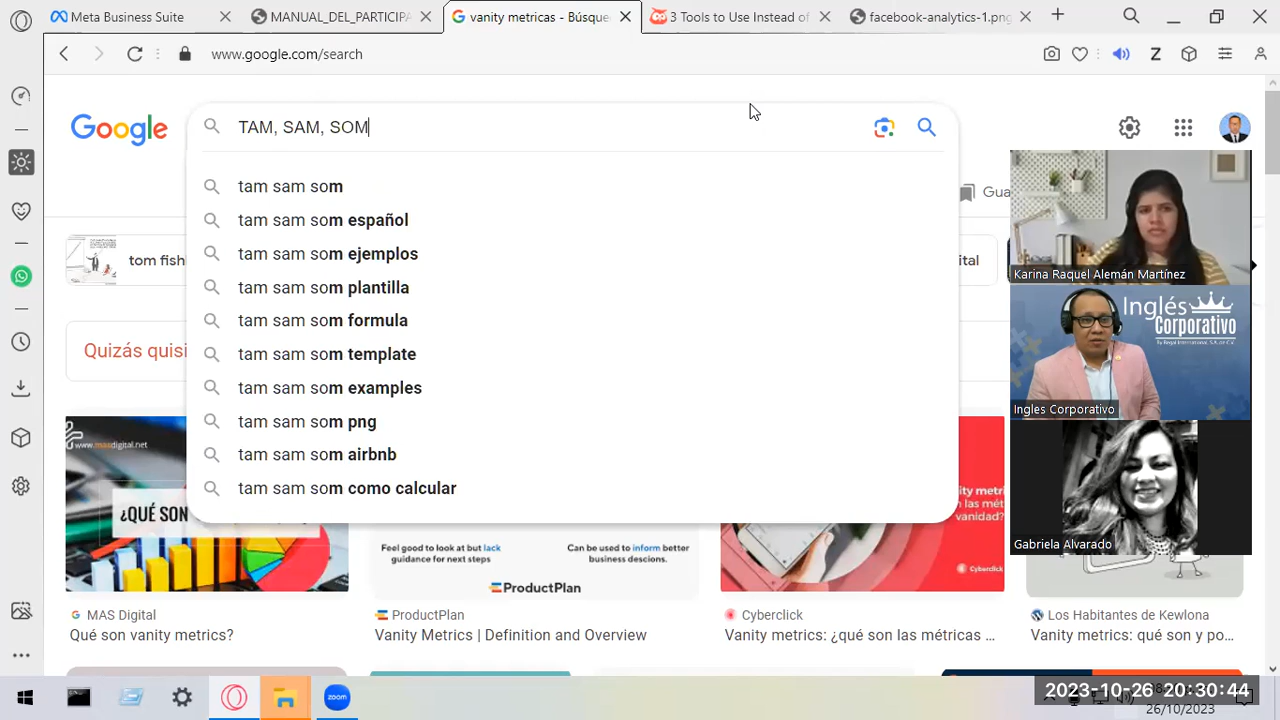 Meta Business Suite
MANUAL_DEL_PARTICIPA
vanity metricas - Búsque
3 Tools to Use Instead of
facebook-analytics-1.png
www.google.com/search
Google
TAM, SAM, SOM
tam sam som
tam sam som español
tam sam som ejemplos
tam sam som plantilla
tam sam som formula
tam sam som template
tam sam som examples
tam sam som png
tam sam som airbnb
tam sam som como calcular
Gua
tom fish
ital
Quizás quisi
www.masdigital.net
¿QUÉ SON
Feel good to look at but lack
guidance for next steps
Can be used to inform better
business descions.
ProductPlan
Cyberclick
MAS Digital
Qué son vanity metrics?
ProductPlan
Vanity Metrics | Definition and Overview
Cyberclick
Vanity metrics: ¿qué son las métricas ...
Los Habitantes de Kewlona
Vanity metrics: qué son y po...
Karina Raquel Alemán Martínez
Inglés
Corporativo
By Regal International, S.A. de C.V.
Ingles Corporativo
Gabriela Alvarado
zoom
2023-10-26 20:30:44
26/10/2023